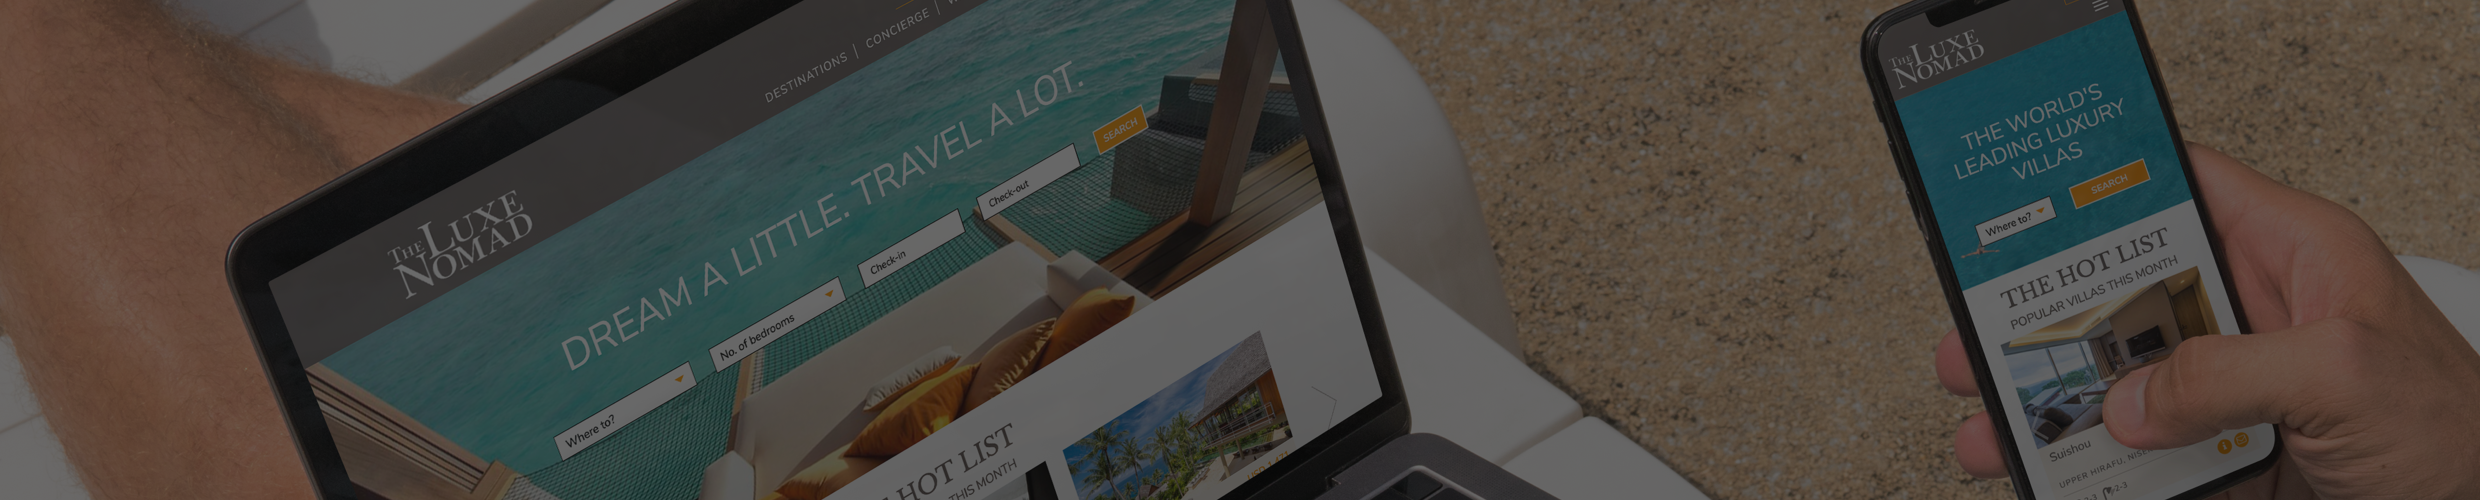 DESTINATIONS | CONCIERGE |
THE LUXE
NOMAD
DREAM A LITTLE. TRAVEL A LOT.
Where to?
No. of bedrooms
Check-in
Check-out
SEARCH
HOT LIST
THIS MONTH
THE LUXE
NOMAD
THE WORLD'S
LEADING LUXURY
VILLAS
Where to?
SEARCH
THE HOT LIST
POPULAR VILLAS THIS MONTH
Suishou
UPPER HIRAFU,